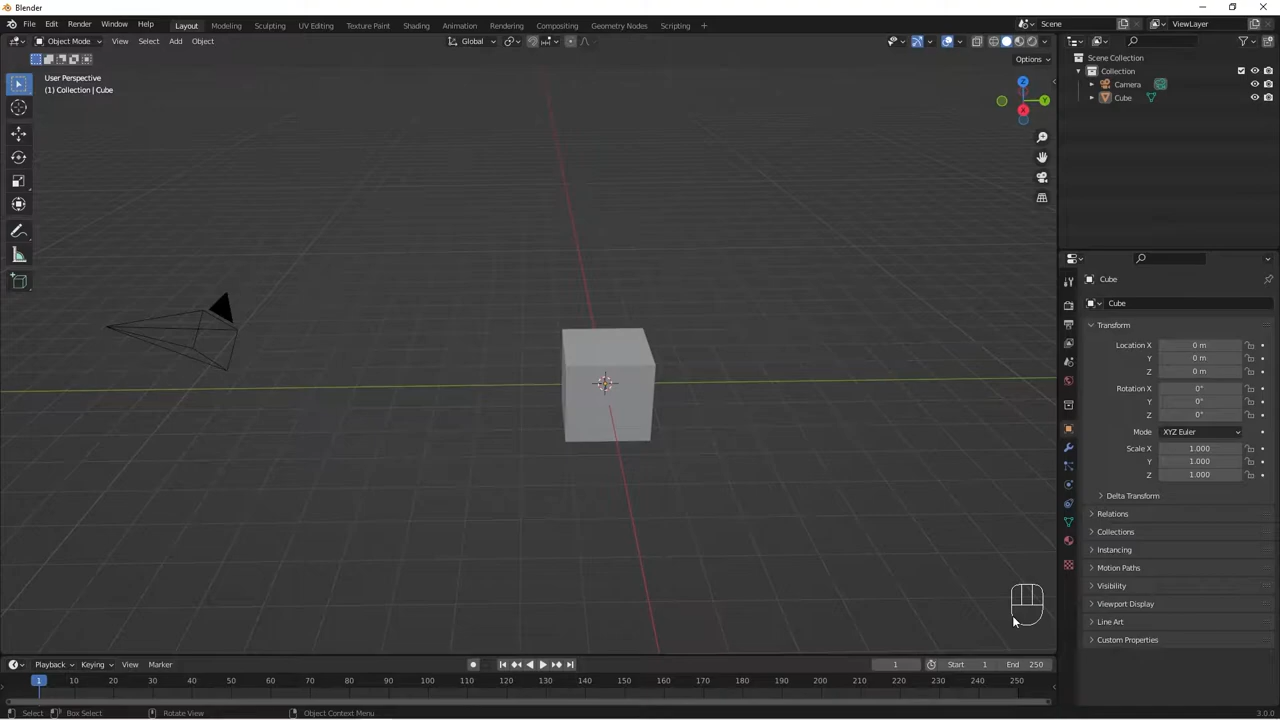 Blender
File Edit Render Window Help Layout Modeling Sculpting UV Editing Texture Paint Shading Animation Rendering Compositing Geometry Nodes Scripting + Scene ViewLayer
Object Mode View Select Add Object Global
Options
User Perspective
(1) Collection | Cube
Z
Y
X
Scene Collection
Collection
Camera
Cube
Cube
Cube
Transform
Location X 0 m
Y 0 m
Z 0 m
Rotation X 0°
Y 0°
Z 0°
Mode XYZ Euler
Scale X 1.000
Y 1.000
Z 1.000
Delta Transform
Relations
Collections
Instancing
Motion Paths
Visibility
Viewport Display
Line Art
Custom Properties
Playback Keying View Marker 1 Start 1 End 250
1 10 20 30 40 50 60 70 80 90 100 110 120 130 140 150 160 170 180 190 200 210 220 230 240 250
Select Box Select Rotate View Object Context Menu 3.0.0